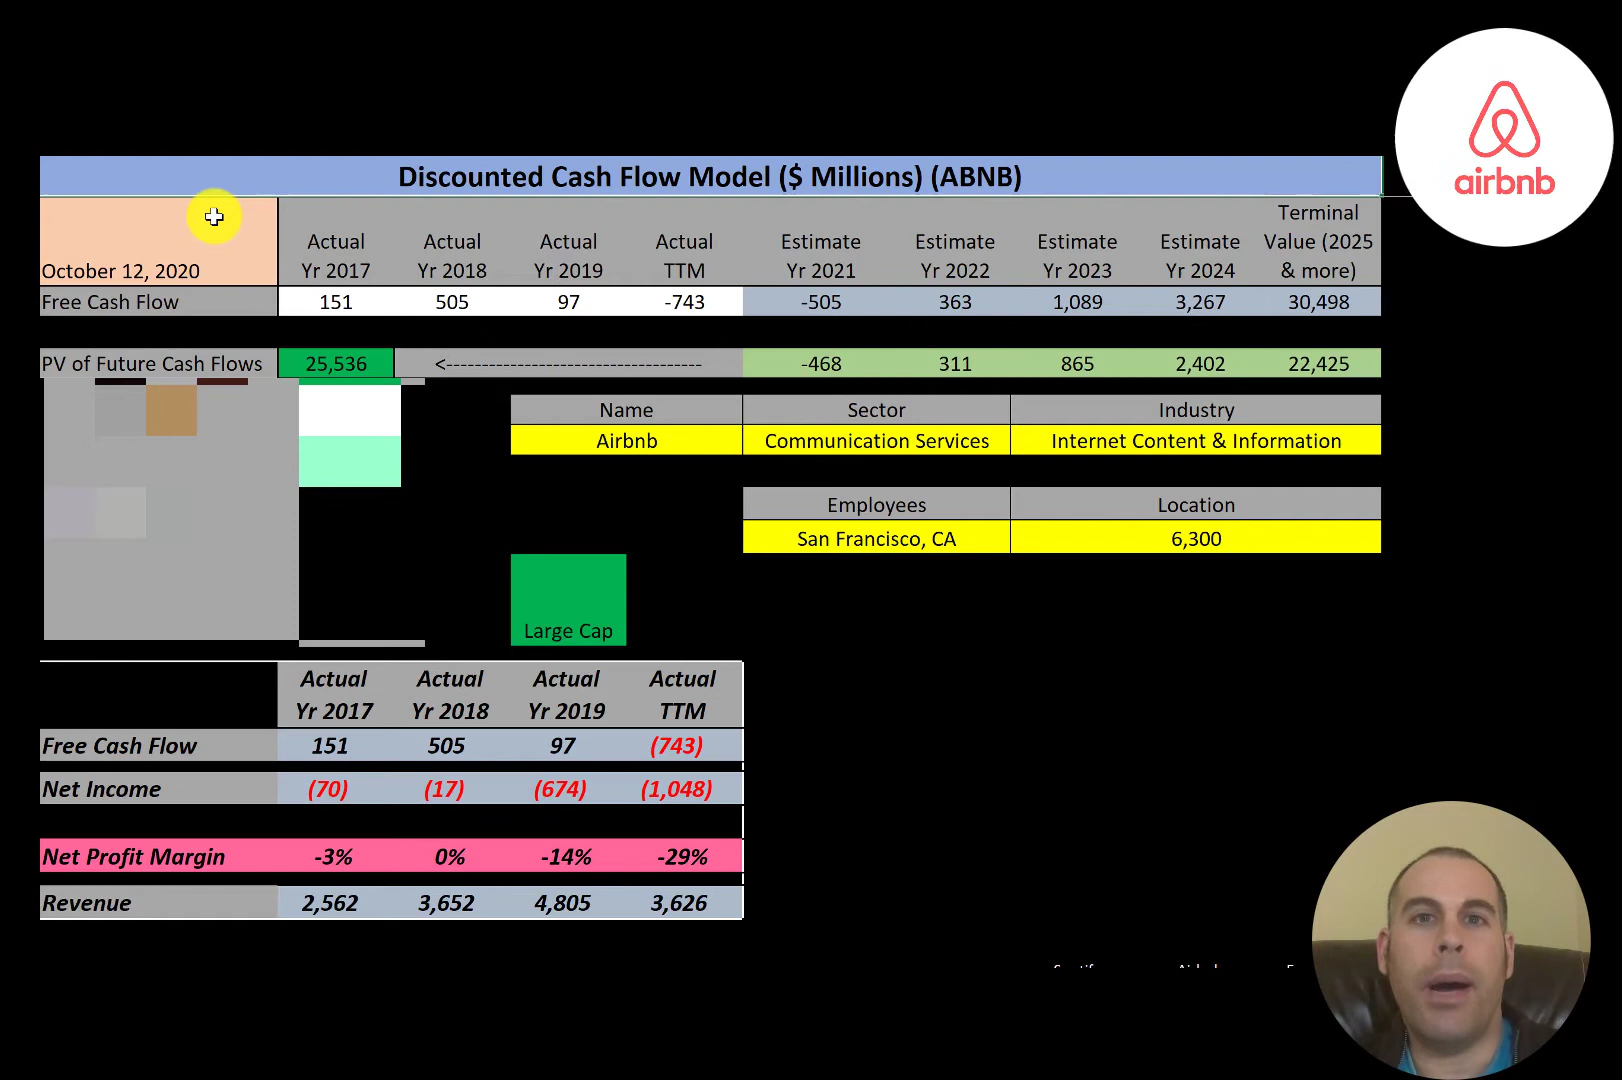 airbnb
Discounted Cash Flow Model ($ Millions) (ABNB)
October 12, 2020 Actual Yr 2017 Actual Yr 2018 Actual Yr 2019 Actual TTM Estimate Yr 2021 Estimate Yr 2022 Estimate Yr 2023 Estimate Yr 2024 Terminal Value (2025 & more)
Free Cash Flow 151 505 97 -743 -505 363 1,089 3,267 30,498
PV of Future Cash Flows 25,536 <------------------------------------ -468 311 865 2,402 22,425
Name Sector Industry
Airbnb Communication Services Internet Content & Information
Employees Location
San Francisco, CA 6,300
Large Cap
Actual Actual Actual Actual
Yr 2017 Yr 2018 Yr 2019 TTM
Free Cash Flow 151 505 97 (743)
Net Income (70) (17) (674) (1,048)
Net Profit Margin -3% 0% -14% -29%
Revenue 2,562 3,652 4,805 3,626